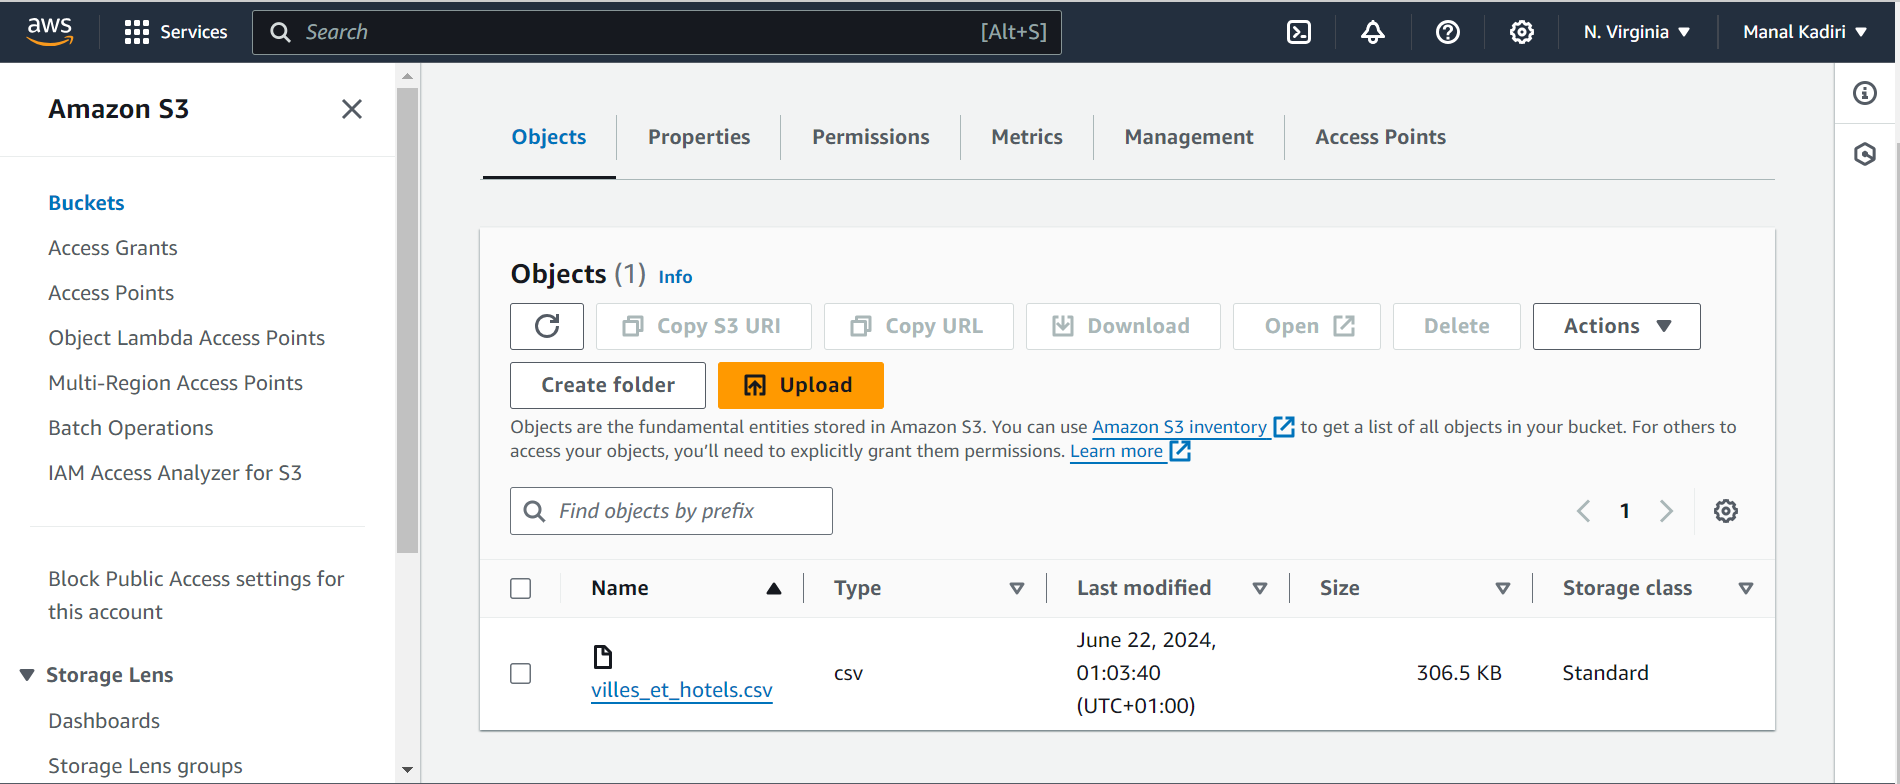 aws
Services
Search
[Alt+S]
N. Virginia
Manal Kadiri
Amazon S3
Buckets
Access Grants
Access Points
Object Lambda Access Points
Multi-Region Access Points
Batch Operations
IAM Access Analyzer for S3
Block Public Access settings for
this account
Storage Lens
Dashboards
Storage Lens groups
Objects
Properties
Permissions
Metrics
Management
Access Points
Objects (1) Info
Copy S3 URI
Copy URL
Download
Open
Delete
Actions
Create folder
Upload
Objects are the fundamental entities stored in Amazon S3. You can use Amazon S3 inventory to get a list of all objects in your bucket. For others to
access your objects, you’ll need to explicitly grant them permissions. Learn more
Find objects by prefix
1
Name
Type
Last modified
Size
Storage class
villes_et_hotels.csv
csv
June 22, 2024,
01:03:40
(UTC+01:00)
306.5 KB
Standard